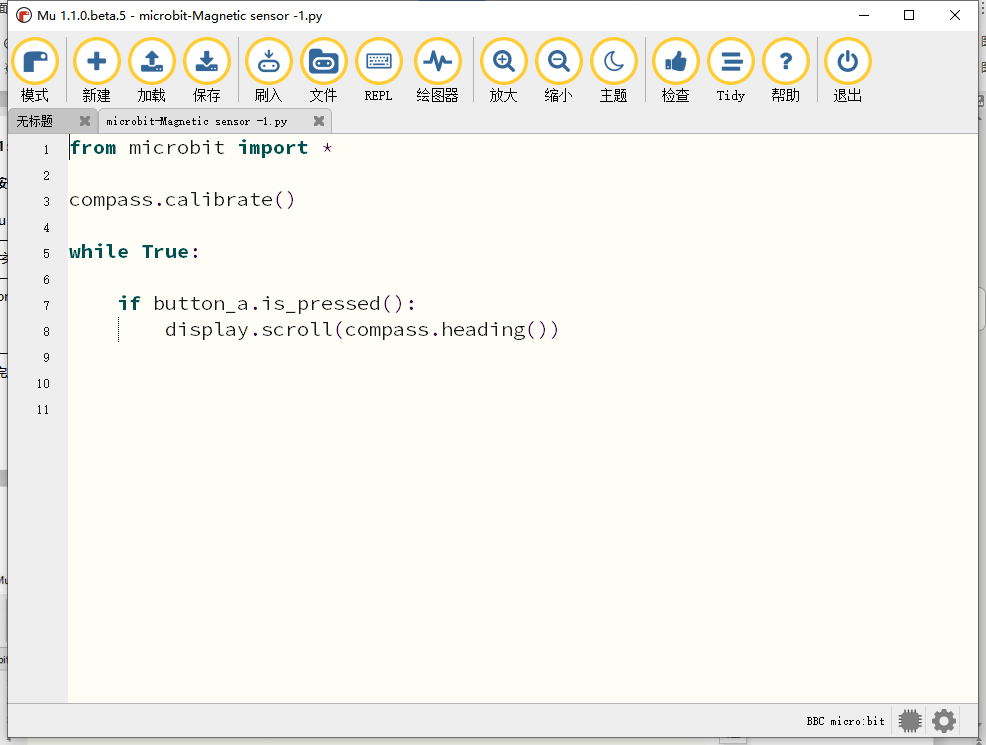 Mu 1.1.0.beta.5 - microbit-Magnetic sensor -1.py
模式 新建 加载 保存 刷入 文件 REPL 绘图器 放大 缩小 主题 检查 Tidy 帮助 退出
无标题 microbit-Magnetic sensor -1.py
1 from microbit import *
2
3 compass.calibrate()
4
5 while True:
6
7 if button_a.is_pressed():
8 display.scroll(compass.heading())
9
10
11
BBC micro:bit